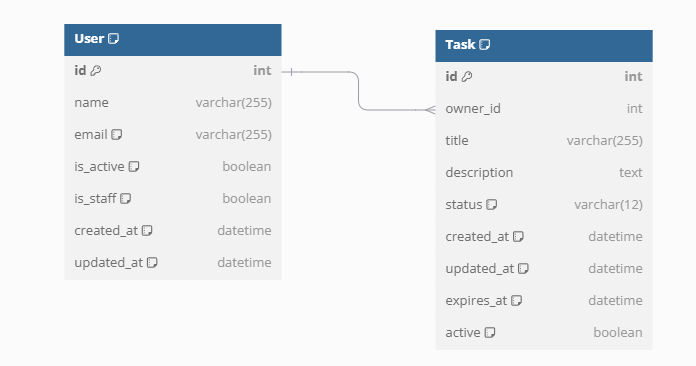 User
id int
name varchar(255)
email varchar(255)
is_active boolean
is_staff boolean
created_at datetime
updated_at datetime
Task
id int
owner_id int
title varchar(255)
description text
status varchar(12)
created_at datetime
updated_at datetime
expires_at datetime
active boolean